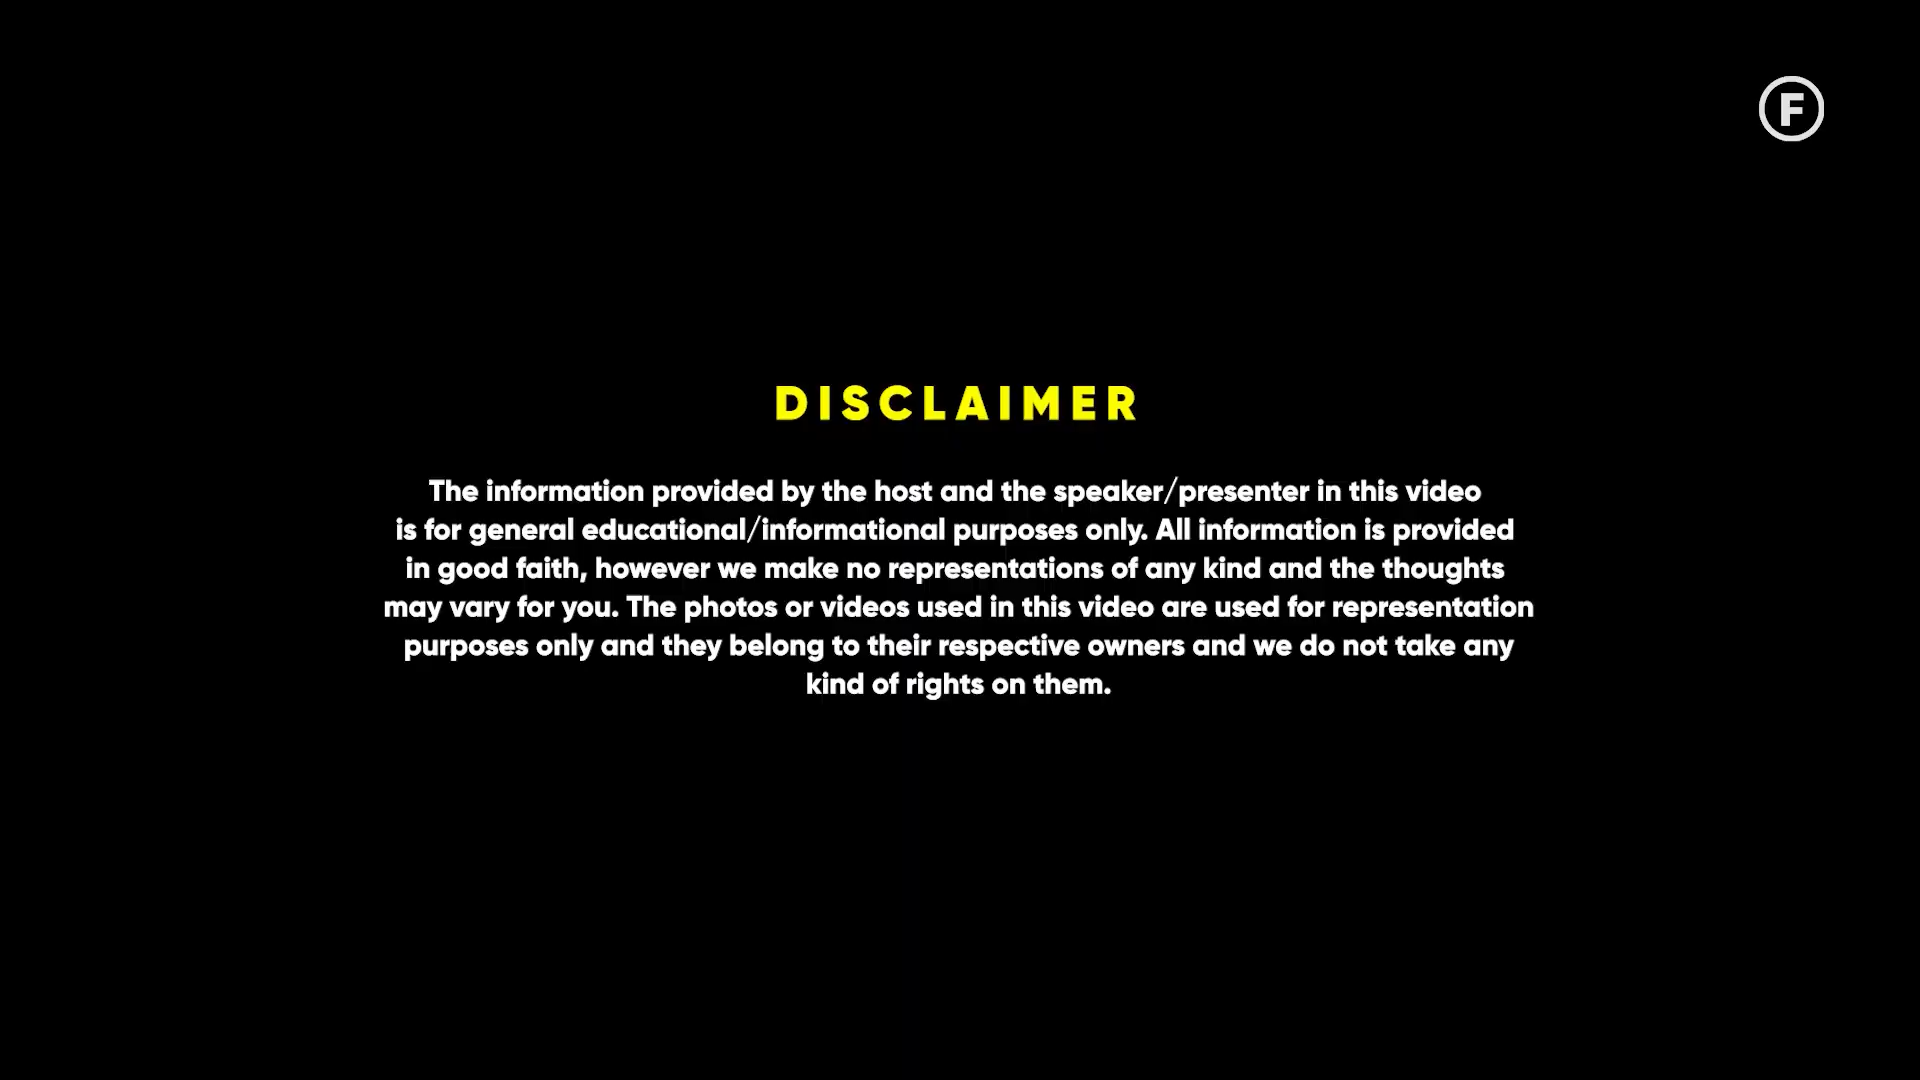 F
DISCLAIMER
The information provided by the host and the speaker/presenter in this video
is for general educational/informational purposes only. All information is provided
in good faith, however we make no representations of any kind and the thoughts
may vary for you. The photos or videos used in this video are used for representation
purposes only and they belong to their respective owners and we do not take any
kind of rights on them.